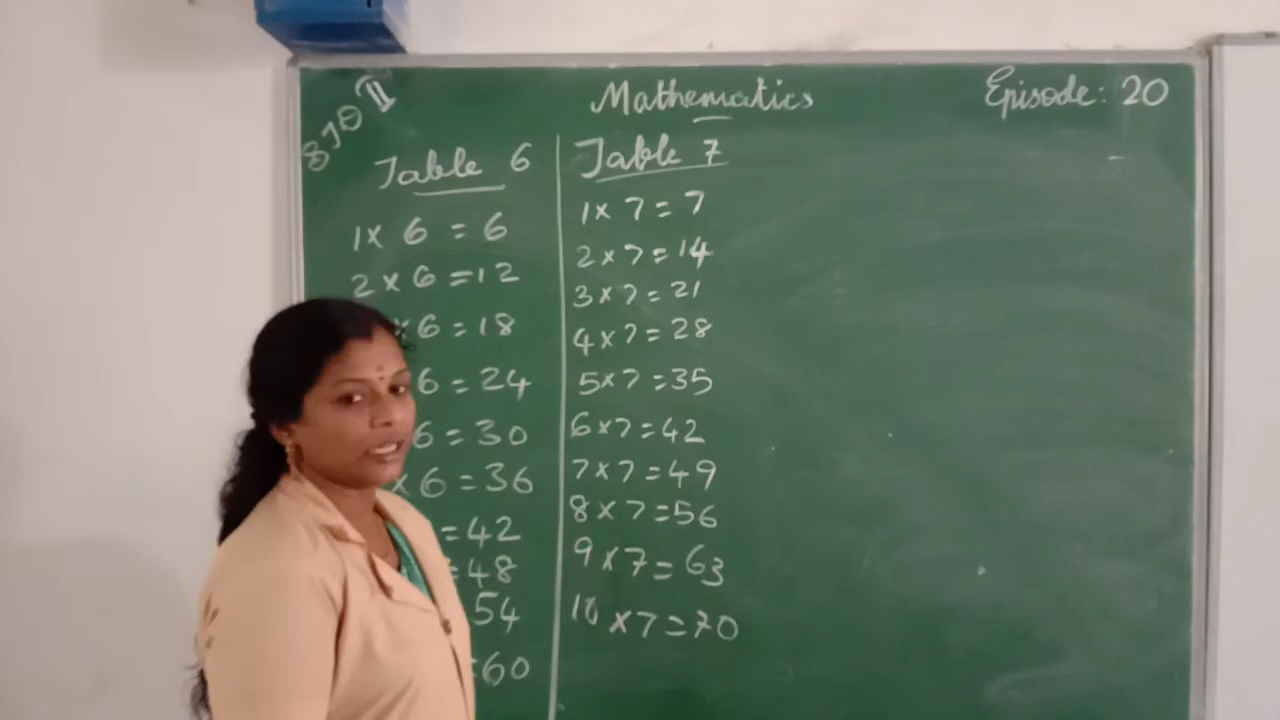 STD II
Mathematics
Episode: 20
Table 6
1 x 6 = 6
2 x 6 = 12
x 6 = 18
6 = 24
6 = 30
x 6 = 36
= 42
= 48
54
= 60
Table 7
1 x 7 = 7
2 x 7 = 14
3 x 7 = 21
4 x 7 = 28
5 x 7 = 35
6 x 7 = 42
7 x 7 = 49
8 x 7 = 56
9 x 7 = 63
10 x 7 = 70